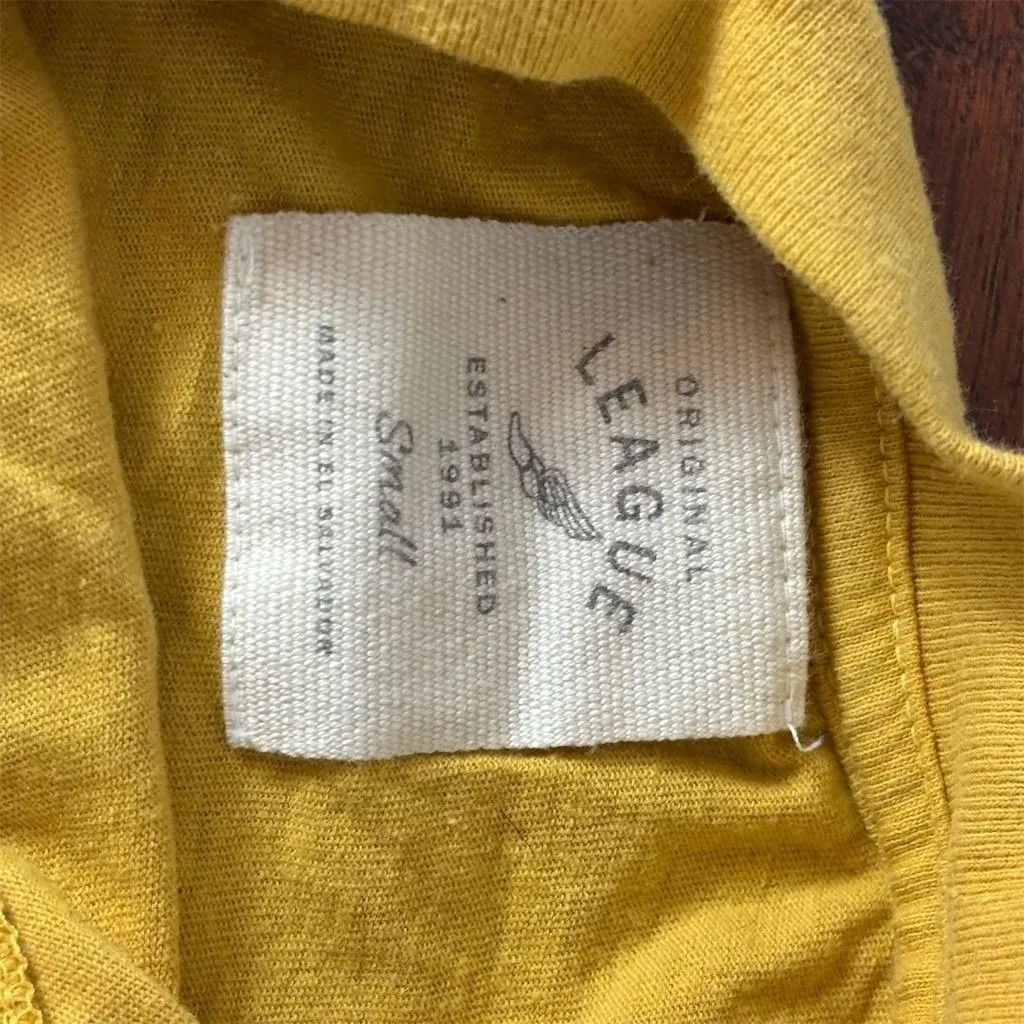 ORIGINAL
LEAGUE
ESTABLISHED
1991
Small
MADE IN EL SALVADOR